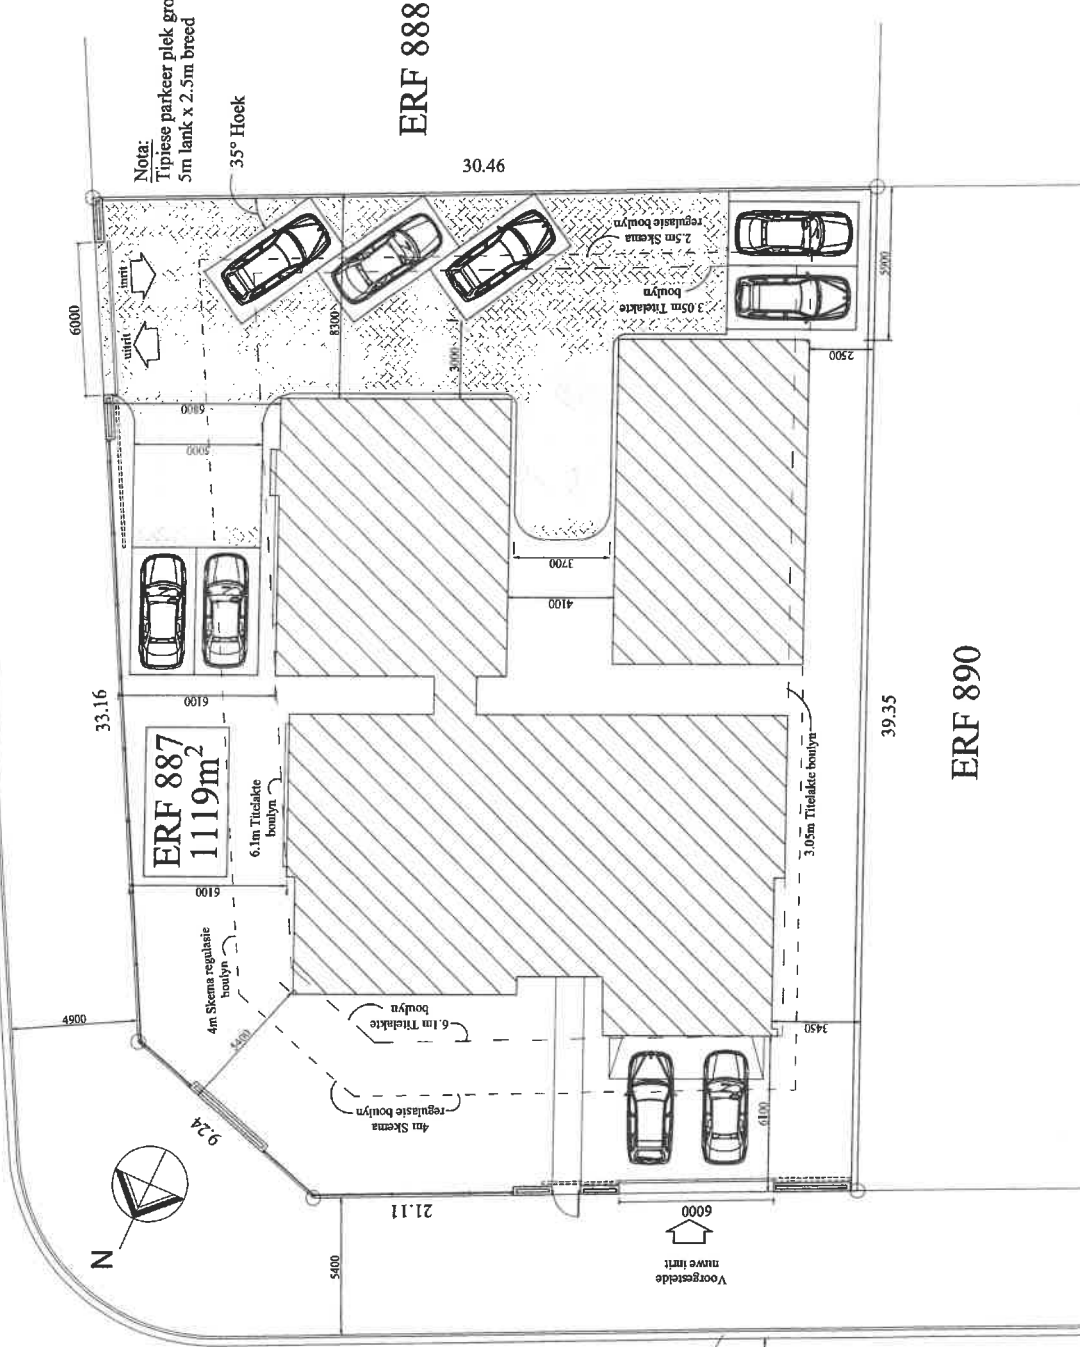 Nota:
Tipiese parkeer plek
5m lank x 2.5m breed
35° Hoek
ERF 888
30.46
6000
inrit
uitrit
8300
3000
2.5m Skema
regulasie boulyn
3.05m Titelakte
boulyn
5900
2500
6800
5000
3700
4100
33.16
6100
ERF 887
1119m²
6.1m Titelakte
boulyn
6100
3.05m Titelakte boulyn
39.35
ERF 890
4m Skema regulasie
boulyn
4900
5400
6.1m Titelakte
boulyn
4m Skema
regulasie boulyn
3450
6100
9.24
N
21.11
5400
6000
Voorgestelde
nuwe inrit